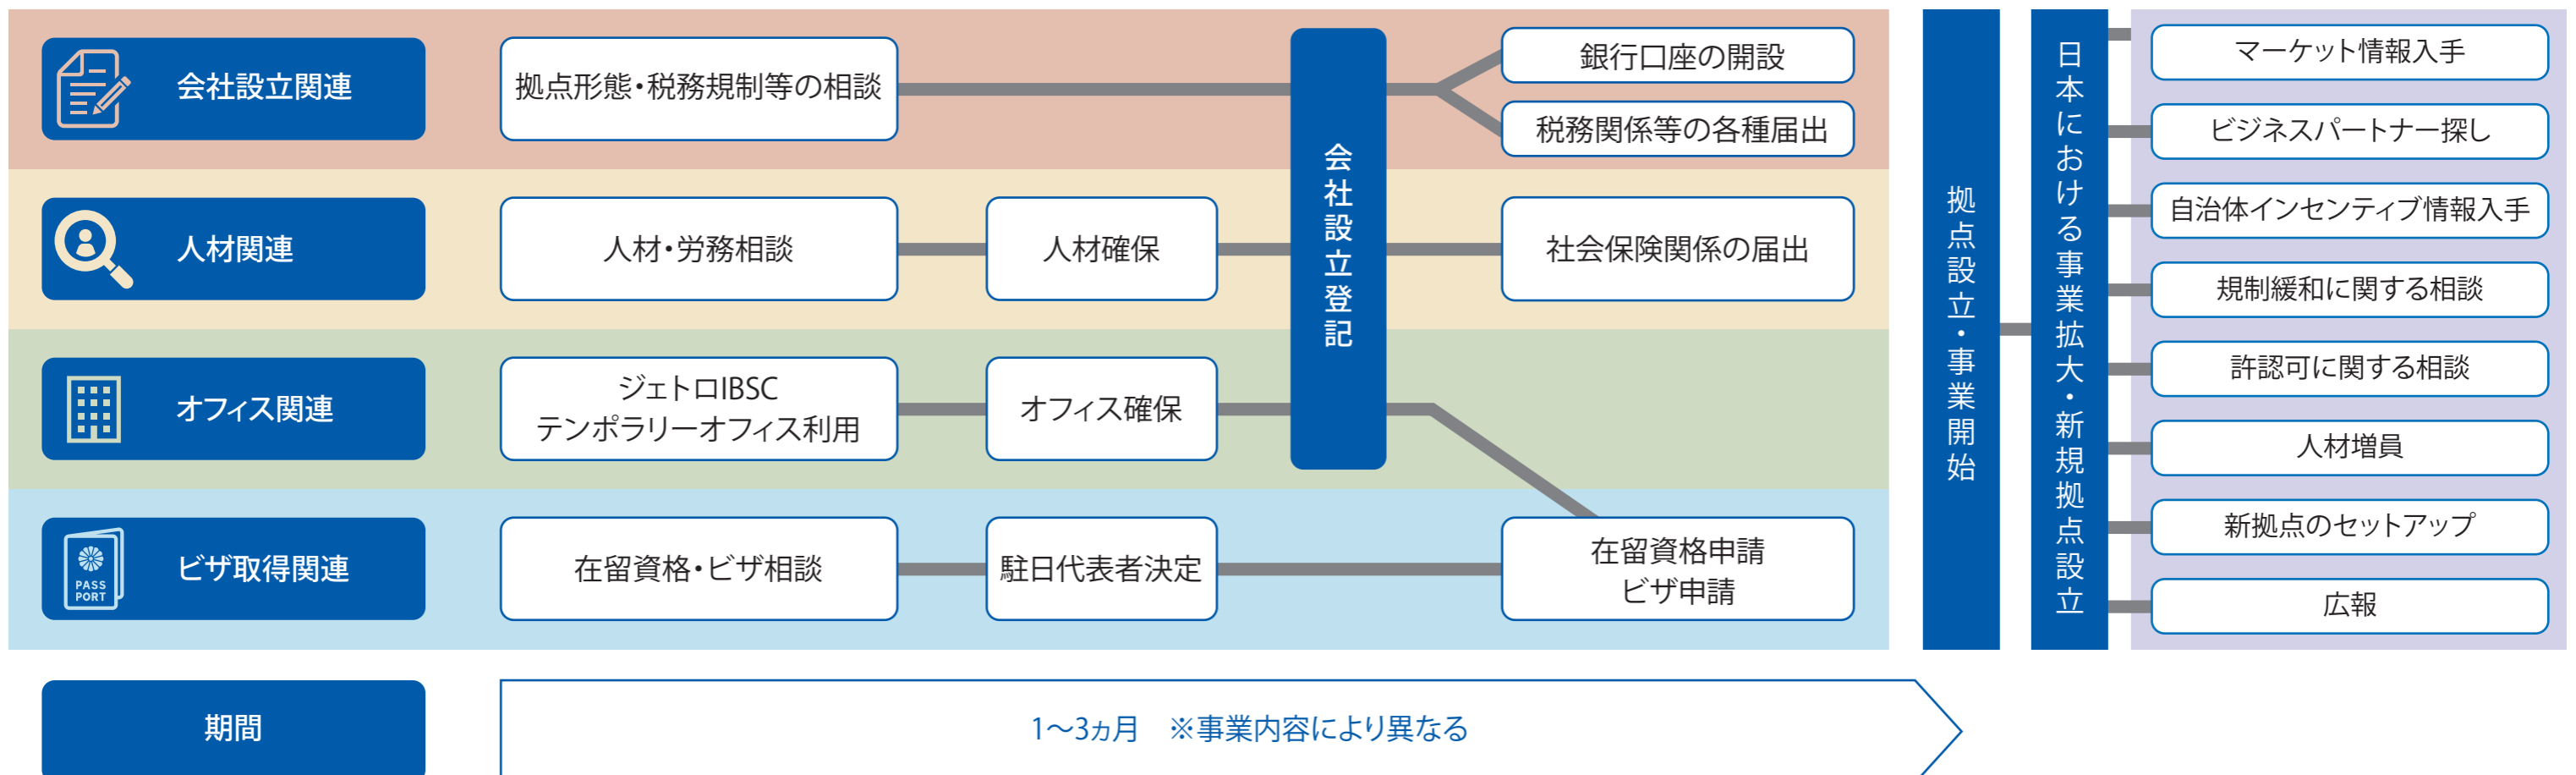 会社設立関連
拠点形態・税務規制等の相談
銀行口座の開設
税務関係等の各種届出
人材関連
人材・労務相談
人材確保
社会保険関係の届出
オフィス関連
ジェトロIBSC
テンポラリーオフィス利用
オフィス確保
会社設立登記
PASS
PORT
ビザ取得関連
在留資格・ビザ相談
駐日代表者決定
在留資格申請
ビザ申請
拠点設立・事業開始
日本における事業拡大・新規拠点設立
マーケット情報入手
ビジネスパートナー探し
自治体インセンティブ情報入手
規制緩和に関する相談
許認可に関する相談
人材増員
新拠点のセットアップ
広報
期間
1～3ヵ月　※事業内容により異なる